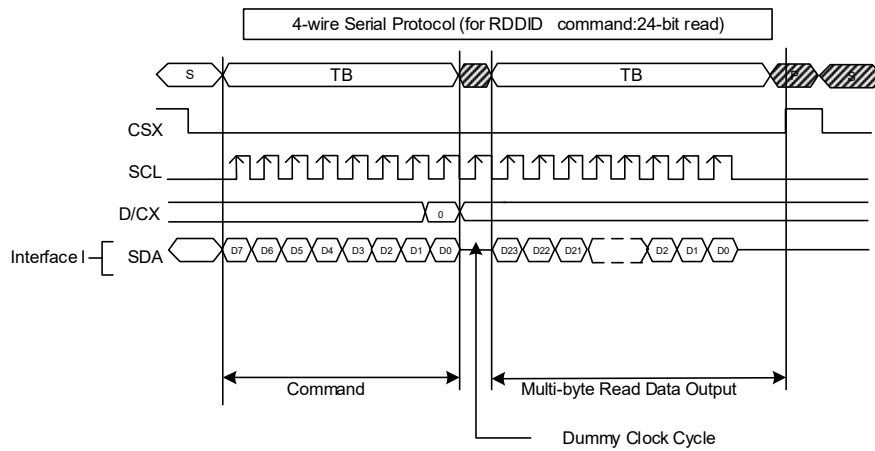 4-wire Serial Protocol (for RDDID command:24-bit read)
S TB TB P S
CSX
SCL
D/CX 0
Interface I SDA D7 D6 D5 D4 D3 D2 D1 D0 D23 D22 D21 D2 D1 D0
Command Multi-byte Read Data Output
Dummy Clock Cycle